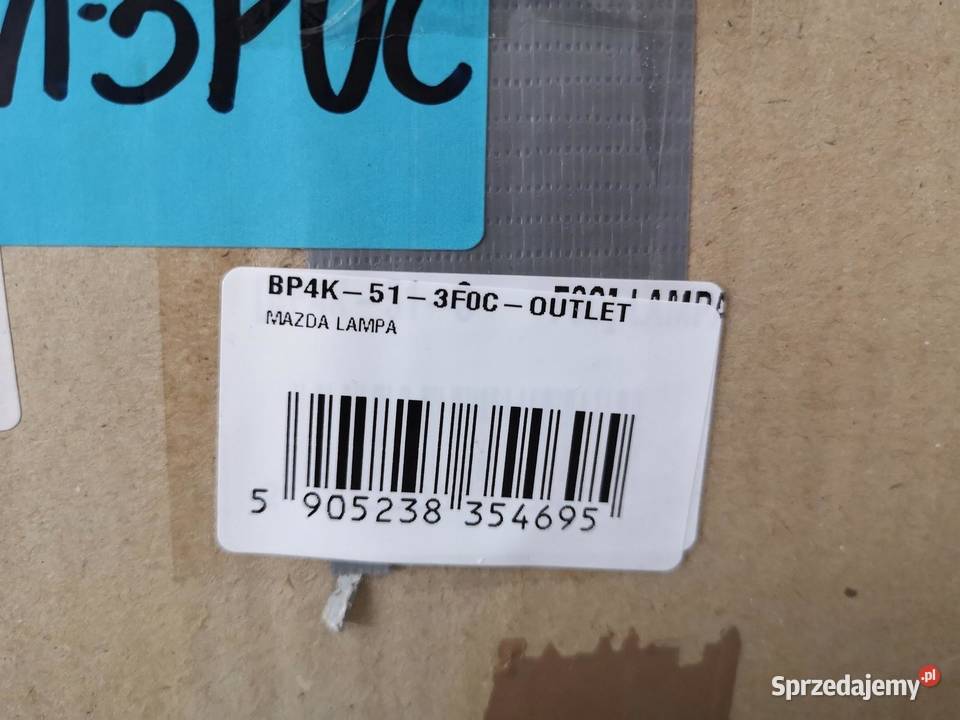 BP4K-51-3F0C-OUTLET
MAZDA LAMPA
5 905238 354695
Sprzedajemy.pl